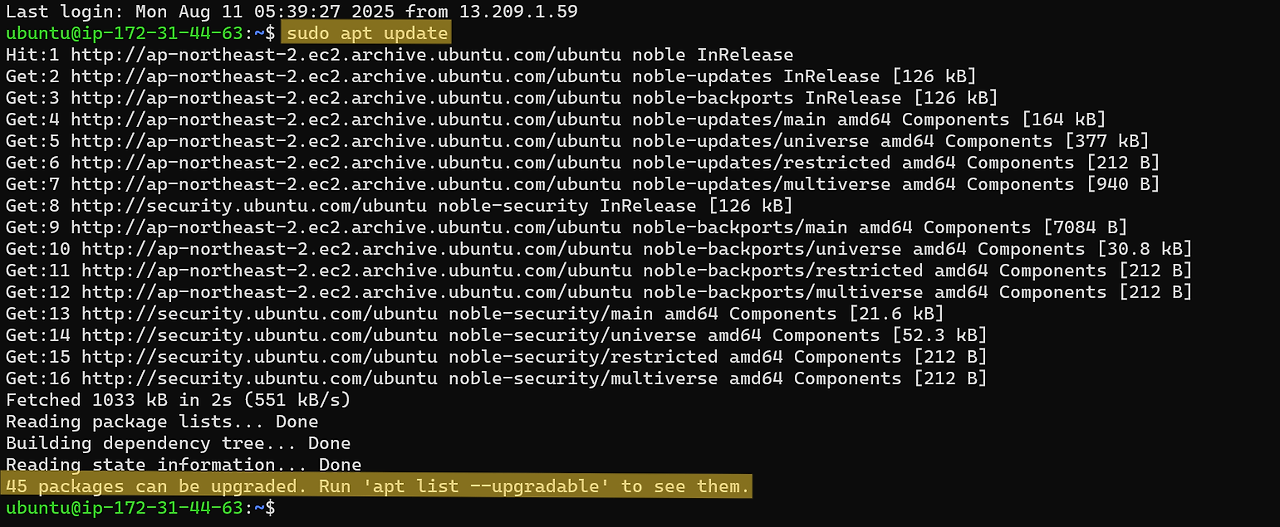 Last login: Mon Aug 11 05:39:27 2025 from 13.209.1.59
ubuntu@ip-172-31-44-63:~$ sudo apt update
Hit:1 http://ap-northeast-2.ec2.archive.ubuntu.com/ubuntu noble InRelease
Get:2 http://ap-northeast-2.ec2.archive.ubuntu.com/ubuntu noble-updates InRelease [126 kB]
Get:3 http://ap-northeast-2.ec2.archive.ubuntu.com/ubuntu noble-backports InRelease [126 kB]
Get:4 http://ap-northeast-2.ec2.archive.ubuntu.com/ubuntu noble-updates/main amd64 Components [164 kB]
Get:5 http://ap-northeast-2.ec2.archive.ubuntu.com/ubuntu noble-updates/universe amd64 Components [377 kB]
Get:6 http://ap-northeast-2.ec2.archive.ubuntu.com/ubuntu noble-updates/restricted amd64 Components [212 B]
Get:7 http://ap-northeast-2.ec2.archive.ubuntu.com/ubuntu noble-updates/multiverse amd64 Components [940 B]
Get:8 http://security.ubuntu.com/ubuntu noble-security InRelease [126 kB]
Get:9 http://ap-northeast-2.ec2.archive.ubuntu.com/ubuntu noble-backports/main amd64 Components [7084 B]
Get:10 http://ap-northeast-2.ec2.archive.ubuntu.com/ubuntu noble-backports/universe amd64 Components [30.8 kB]
Get:11 http://ap-northeast-2.ec2.archive.ubuntu.com/ubuntu noble-backports/restricted amd64 Components [212 B]
Get:12 http://ap-northeast-2.ec2.archive.ubuntu.com/ubuntu noble-backports/multiverse amd64 Components [212 B]
Get:13 http://security.ubuntu.com/ubuntu noble-security/main amd64 Components [21.6 kB]
Get:14 http://security.ubuntu.com/ubuntu noble-security/universe amd64 Components [52.3 kB]
Get:15 http://security.ubuntu.com/ubuntu noble-security/restricted amd64 Components [212 B]
Get:16 http://security.ubuntu.com/ubuntu noble-security/multiverse amd64 Components [212 B]
Fetched 1033 kB in 2s (551 kB/s)
Reading package lists... Done
Building dependency tree... Done
Reading state information... Done
45 packages can be upgraded. Run 'apt list --upgradable' to see them.
ubuntu@ip-172-31-44-63:~$